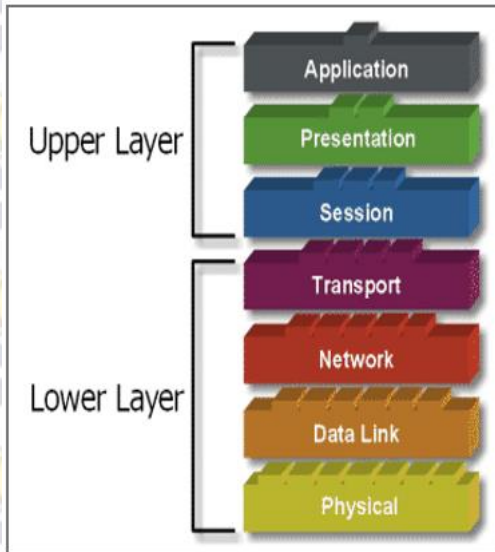 Application
Presentation
Upper Layer
Session
Transport
Network
Lower Layer
Data Link
Physical